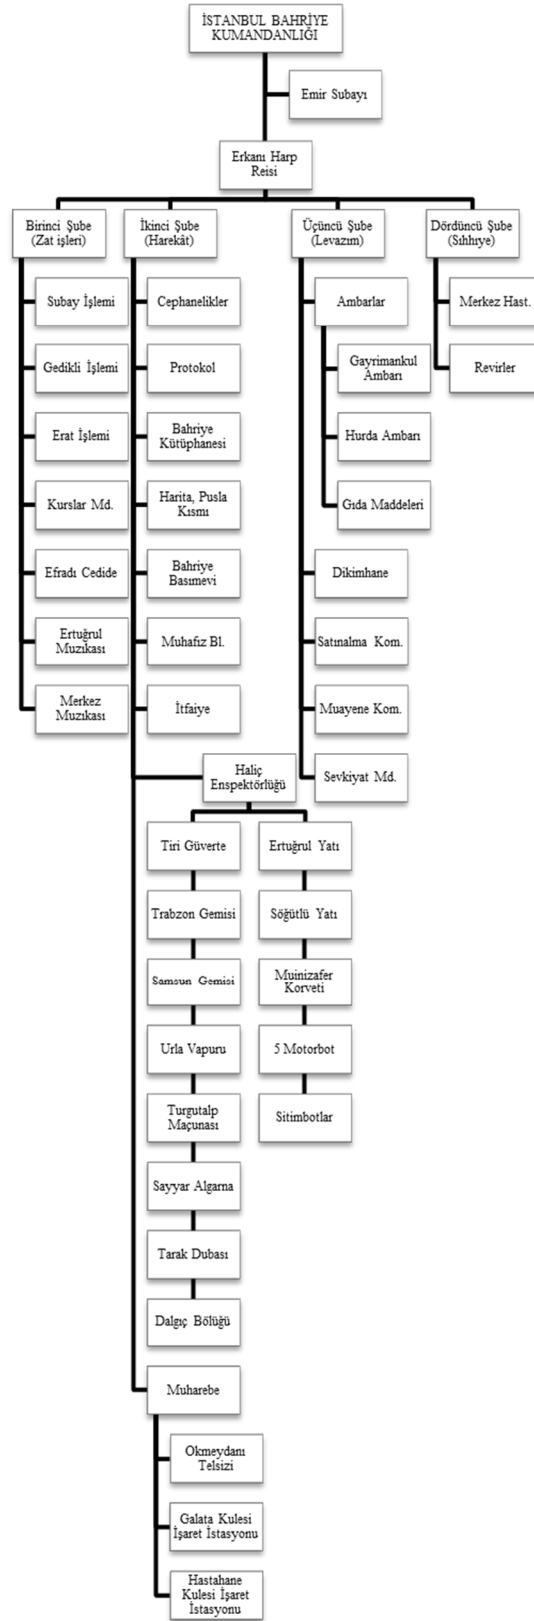 İSTANBUL BAHRİYE
KUMANDANLIĞI
Emir Subayı
Erkanı Harp
Reisi
Birinci Şube
(Zat işleri)
Subay İşlemi
Gedikli İşlemi
Erat İşlemi
Kurslar Md.
Efradı Cedide
Ertuğrul
Muzıkası
Merkez
Muzıkası
İkinci Şube
(Harekât)
Cephanelikler
Protokol
Bahriye
Kütüphanesi
Harita, Pusla
Kısmı
Bahriye
Basımevi
Muhafız Bl.
İtfaiye
Haliç
Enspektörlüğü
Tiri Güverte
Trabzon Gemisi
Samsun Gemisi
Urla Vapuru
Turgutalp
Maçunası
Sayyar Algarna
Tarak Dubası
Dalgıç Bölüğü
Ertuğrul Yatı
Söğütlü Yatı
Muinizafer
Korveti
5 Motorbot
Sitimbotlar
Muharebe
Okmeydanı
Telsizi
Galata Kulesi
İşaret İstasyonu
Hastahane
Kulesi İşaret
İstasyonu
Üçüncü Şube
(Levazım)
Ambarlar
Gayrimankul
Ambarı
Hurda Ambarı
Gıda Maddeleri
Dikimhane
Satınalma Kom.
Muayene Kom.
Sevkiyat Md.
Dördüncü Şube
(Sıhhıye)
Merkez Hast.
Revirler